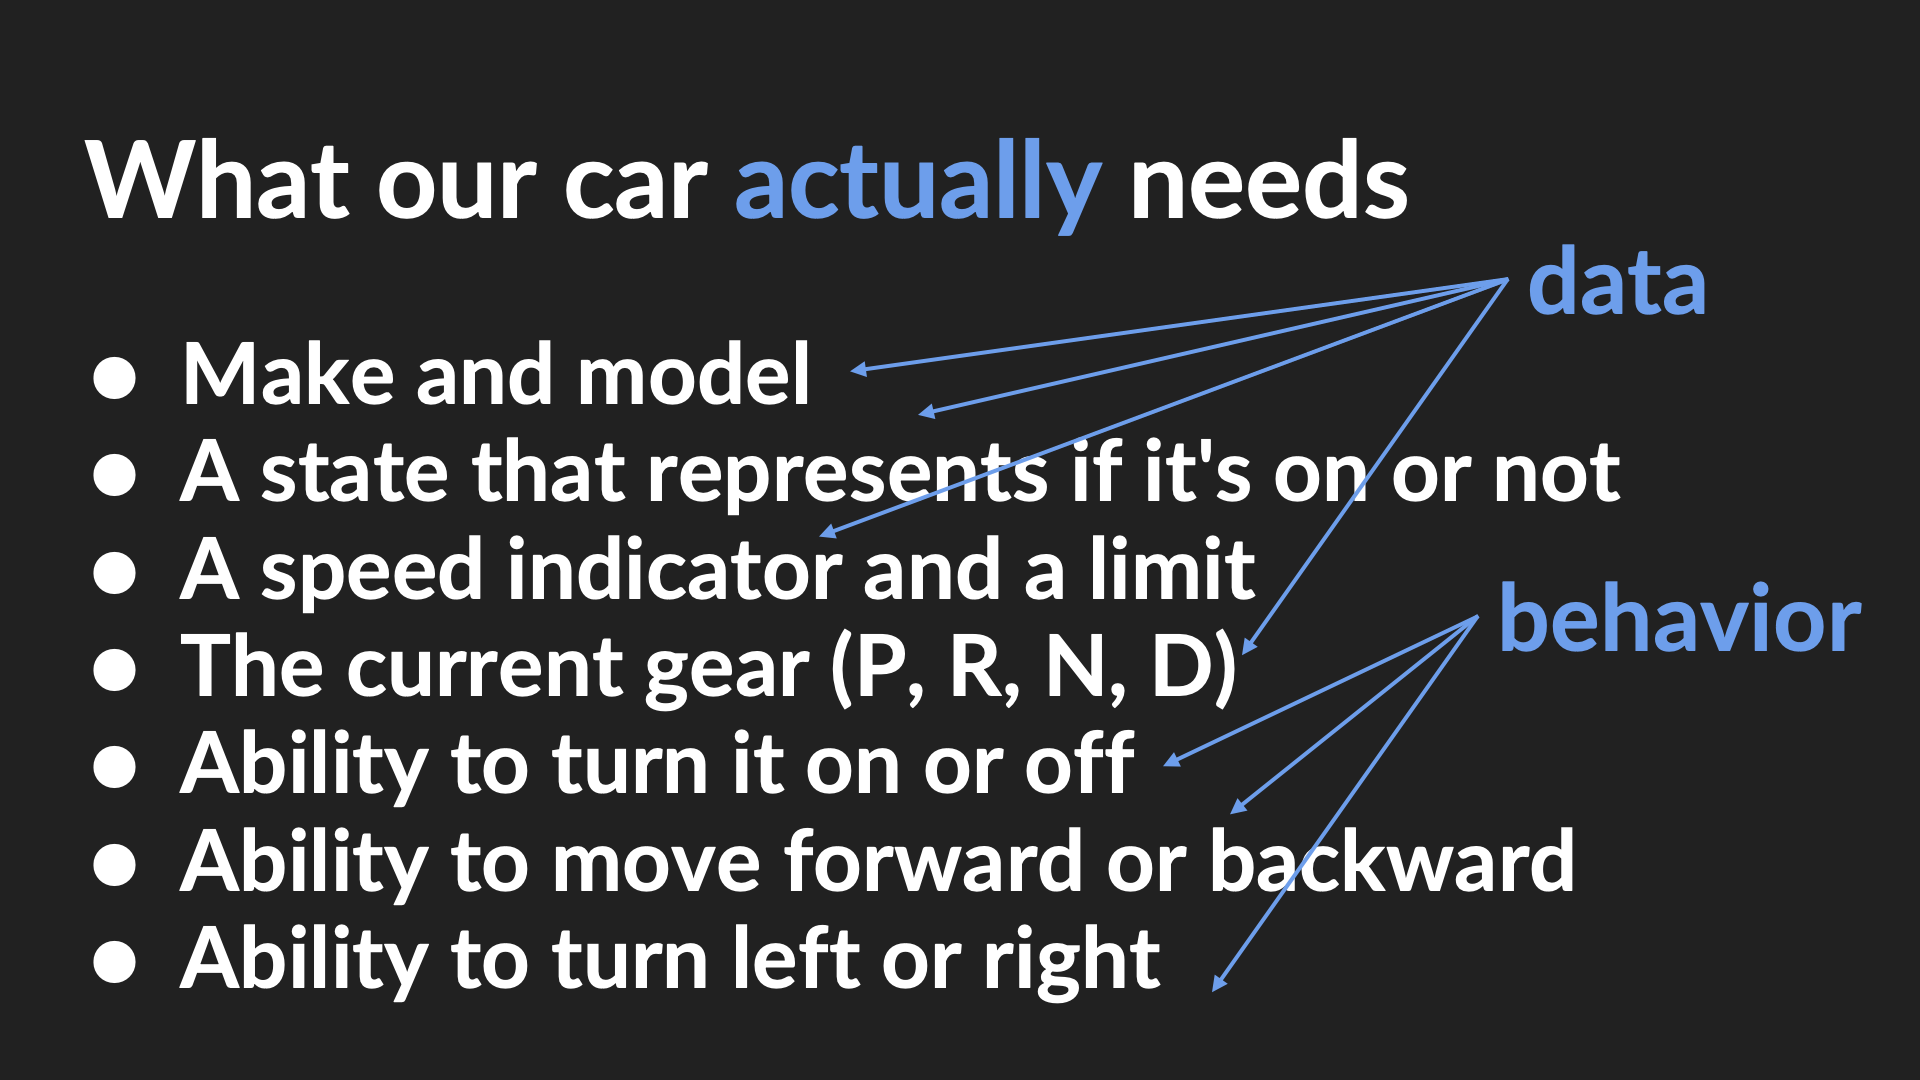 What our car actually needs
data
● Make and model
● A state that represents if it's on or not
● A speed indicator and a limit
behavior
● The current gear (P, R, N, D)
● Ability to turn it on or off
● Ability to move forward or backward
● Ability to turn left or right